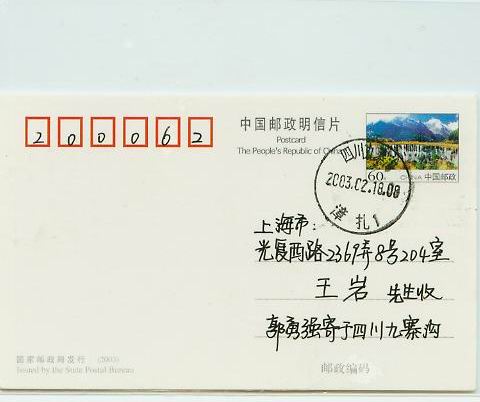 200062
中国邮政明信片
Postcard
The People's Republic of China
60分
CHINA 中国邮政
四川
2003.02.18.08
漳扎1
上海市:
光复西路2369弄8号204室
王岩 先生收
郭勇强寄于四川九寨沟
国家邮政局发行 (2003)
Issued by the State Postal Bureau
邮政编码